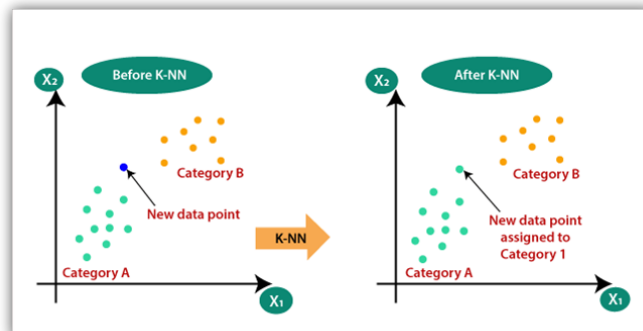 X₂
Before K-NN
Category B
New data point
Category A
X₁
K-NN
X₂
After K-NN
Category B
New data point
assigned to
Category 1
Category A
X₁